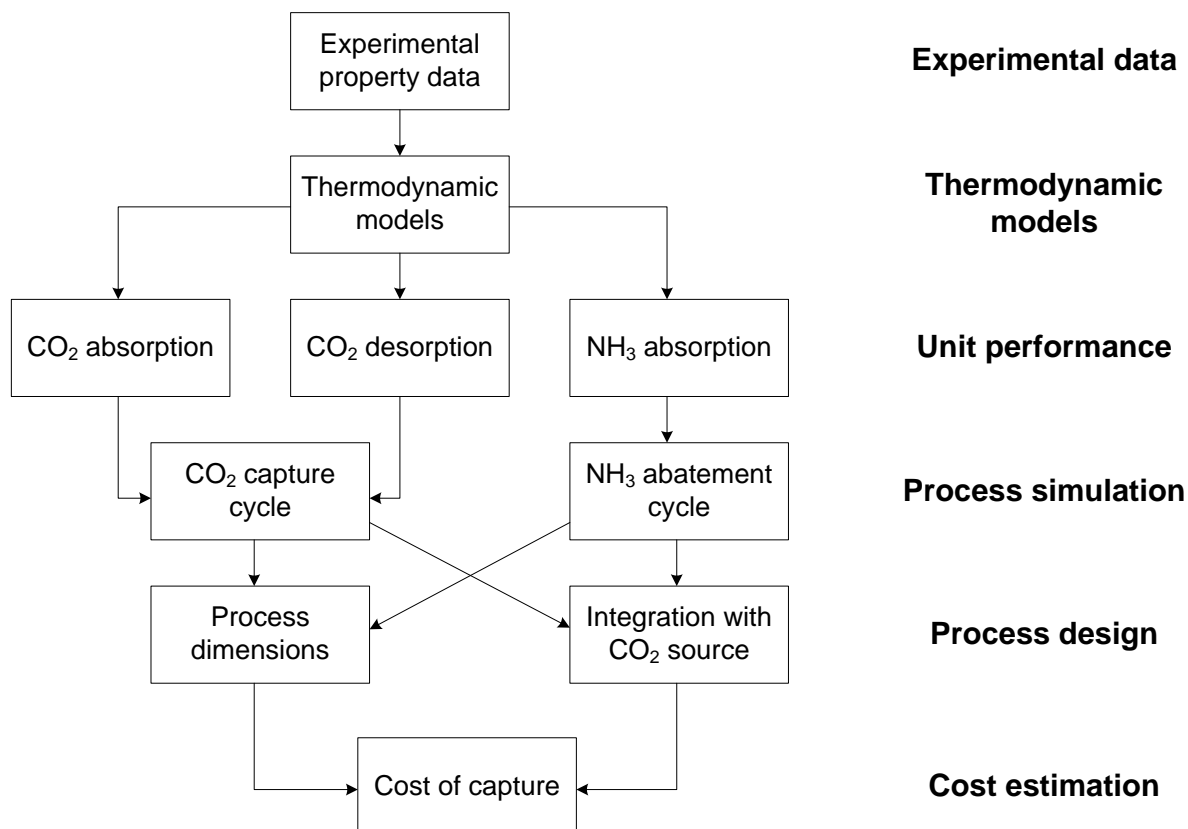 Experimental
property data
Experimental data
Thermodynamic
models
Thermodynamic
models
CO₂ absorption
CO₂ desorption
NH₃ absorption
Unit performance
CO₂ capture
cycle
NH₃ abatement
cycle
Process simulation
Process
dimensions
Integration with
CO₂ source
Process design
Cost of capture
Cost estimation